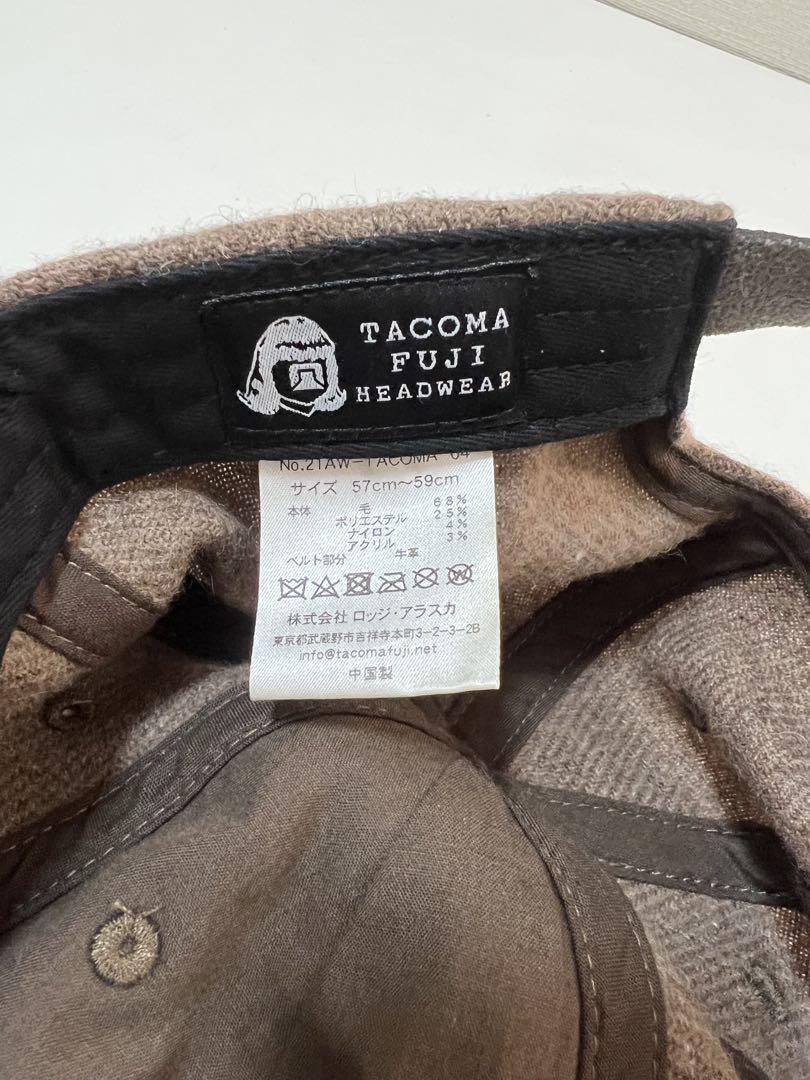 TACOMA
FUJI
HEADWEAR
No.21AW-TACOMA 04
サイズ 57cm～59cm
本体 毛 68%
ポリエステル 25%
ナイロン 4%
アクリル 3%
ベルト部分 牛革
株式会社 ロッジ・アラスカ
東京都武蔵野市吉祥寺本町3-2-3-2B
info@tacomafuji.net
中国製